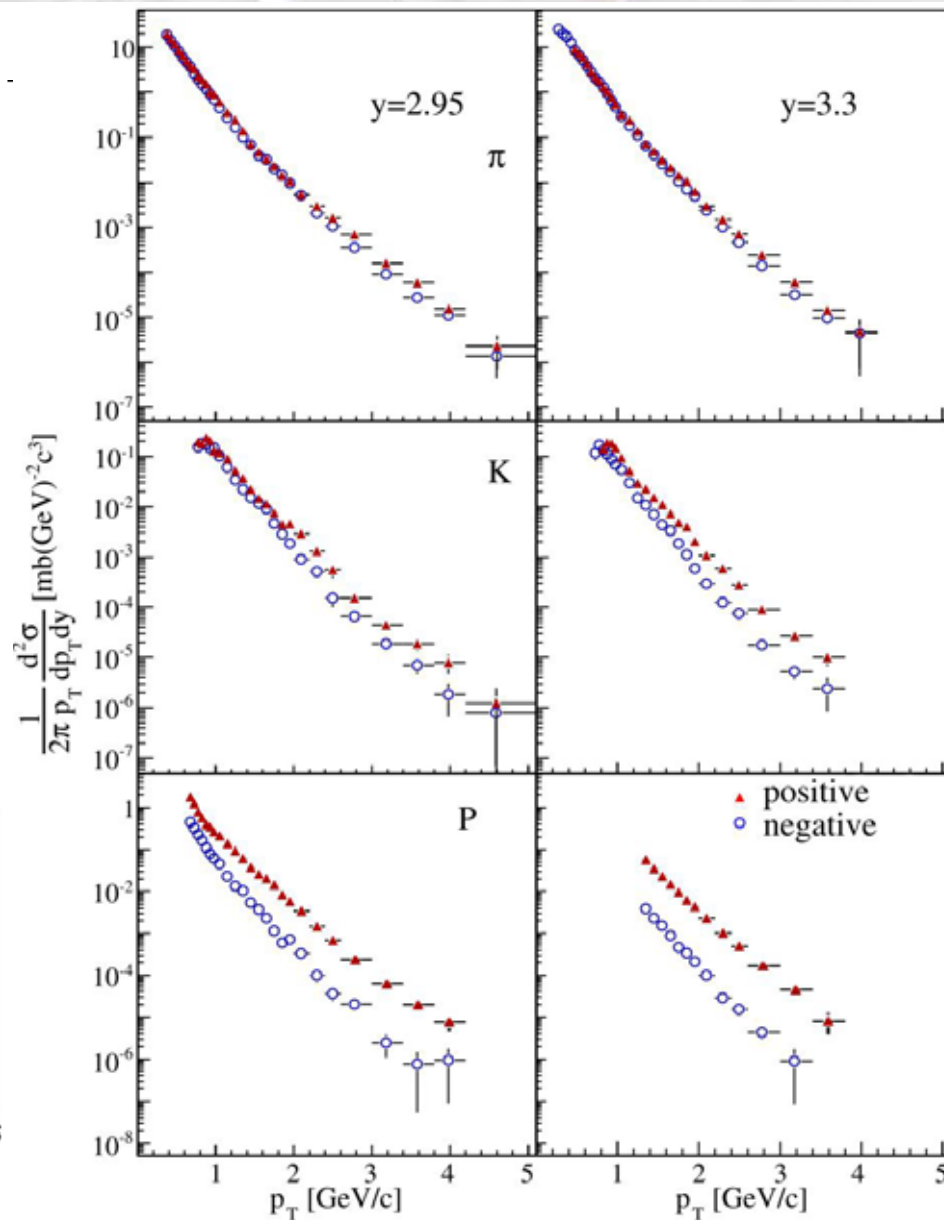 10
10^-1
10^-3
10^-5
10^-7
y=2.95
π
y=3.3
10^-1
10^-2
10^-3
10^-4
10^-5
10^-6
10^-7
K
1
10^-2
10^-4
10^-6
10^-8
P
positive
negative
1/2π p_T d²σ/dp_Tdy [mb(GeV)^-2c^3]
1 2 3 4 5
1 2 3 4 5
p_T [GeV/c]
p_T [GeV/c]